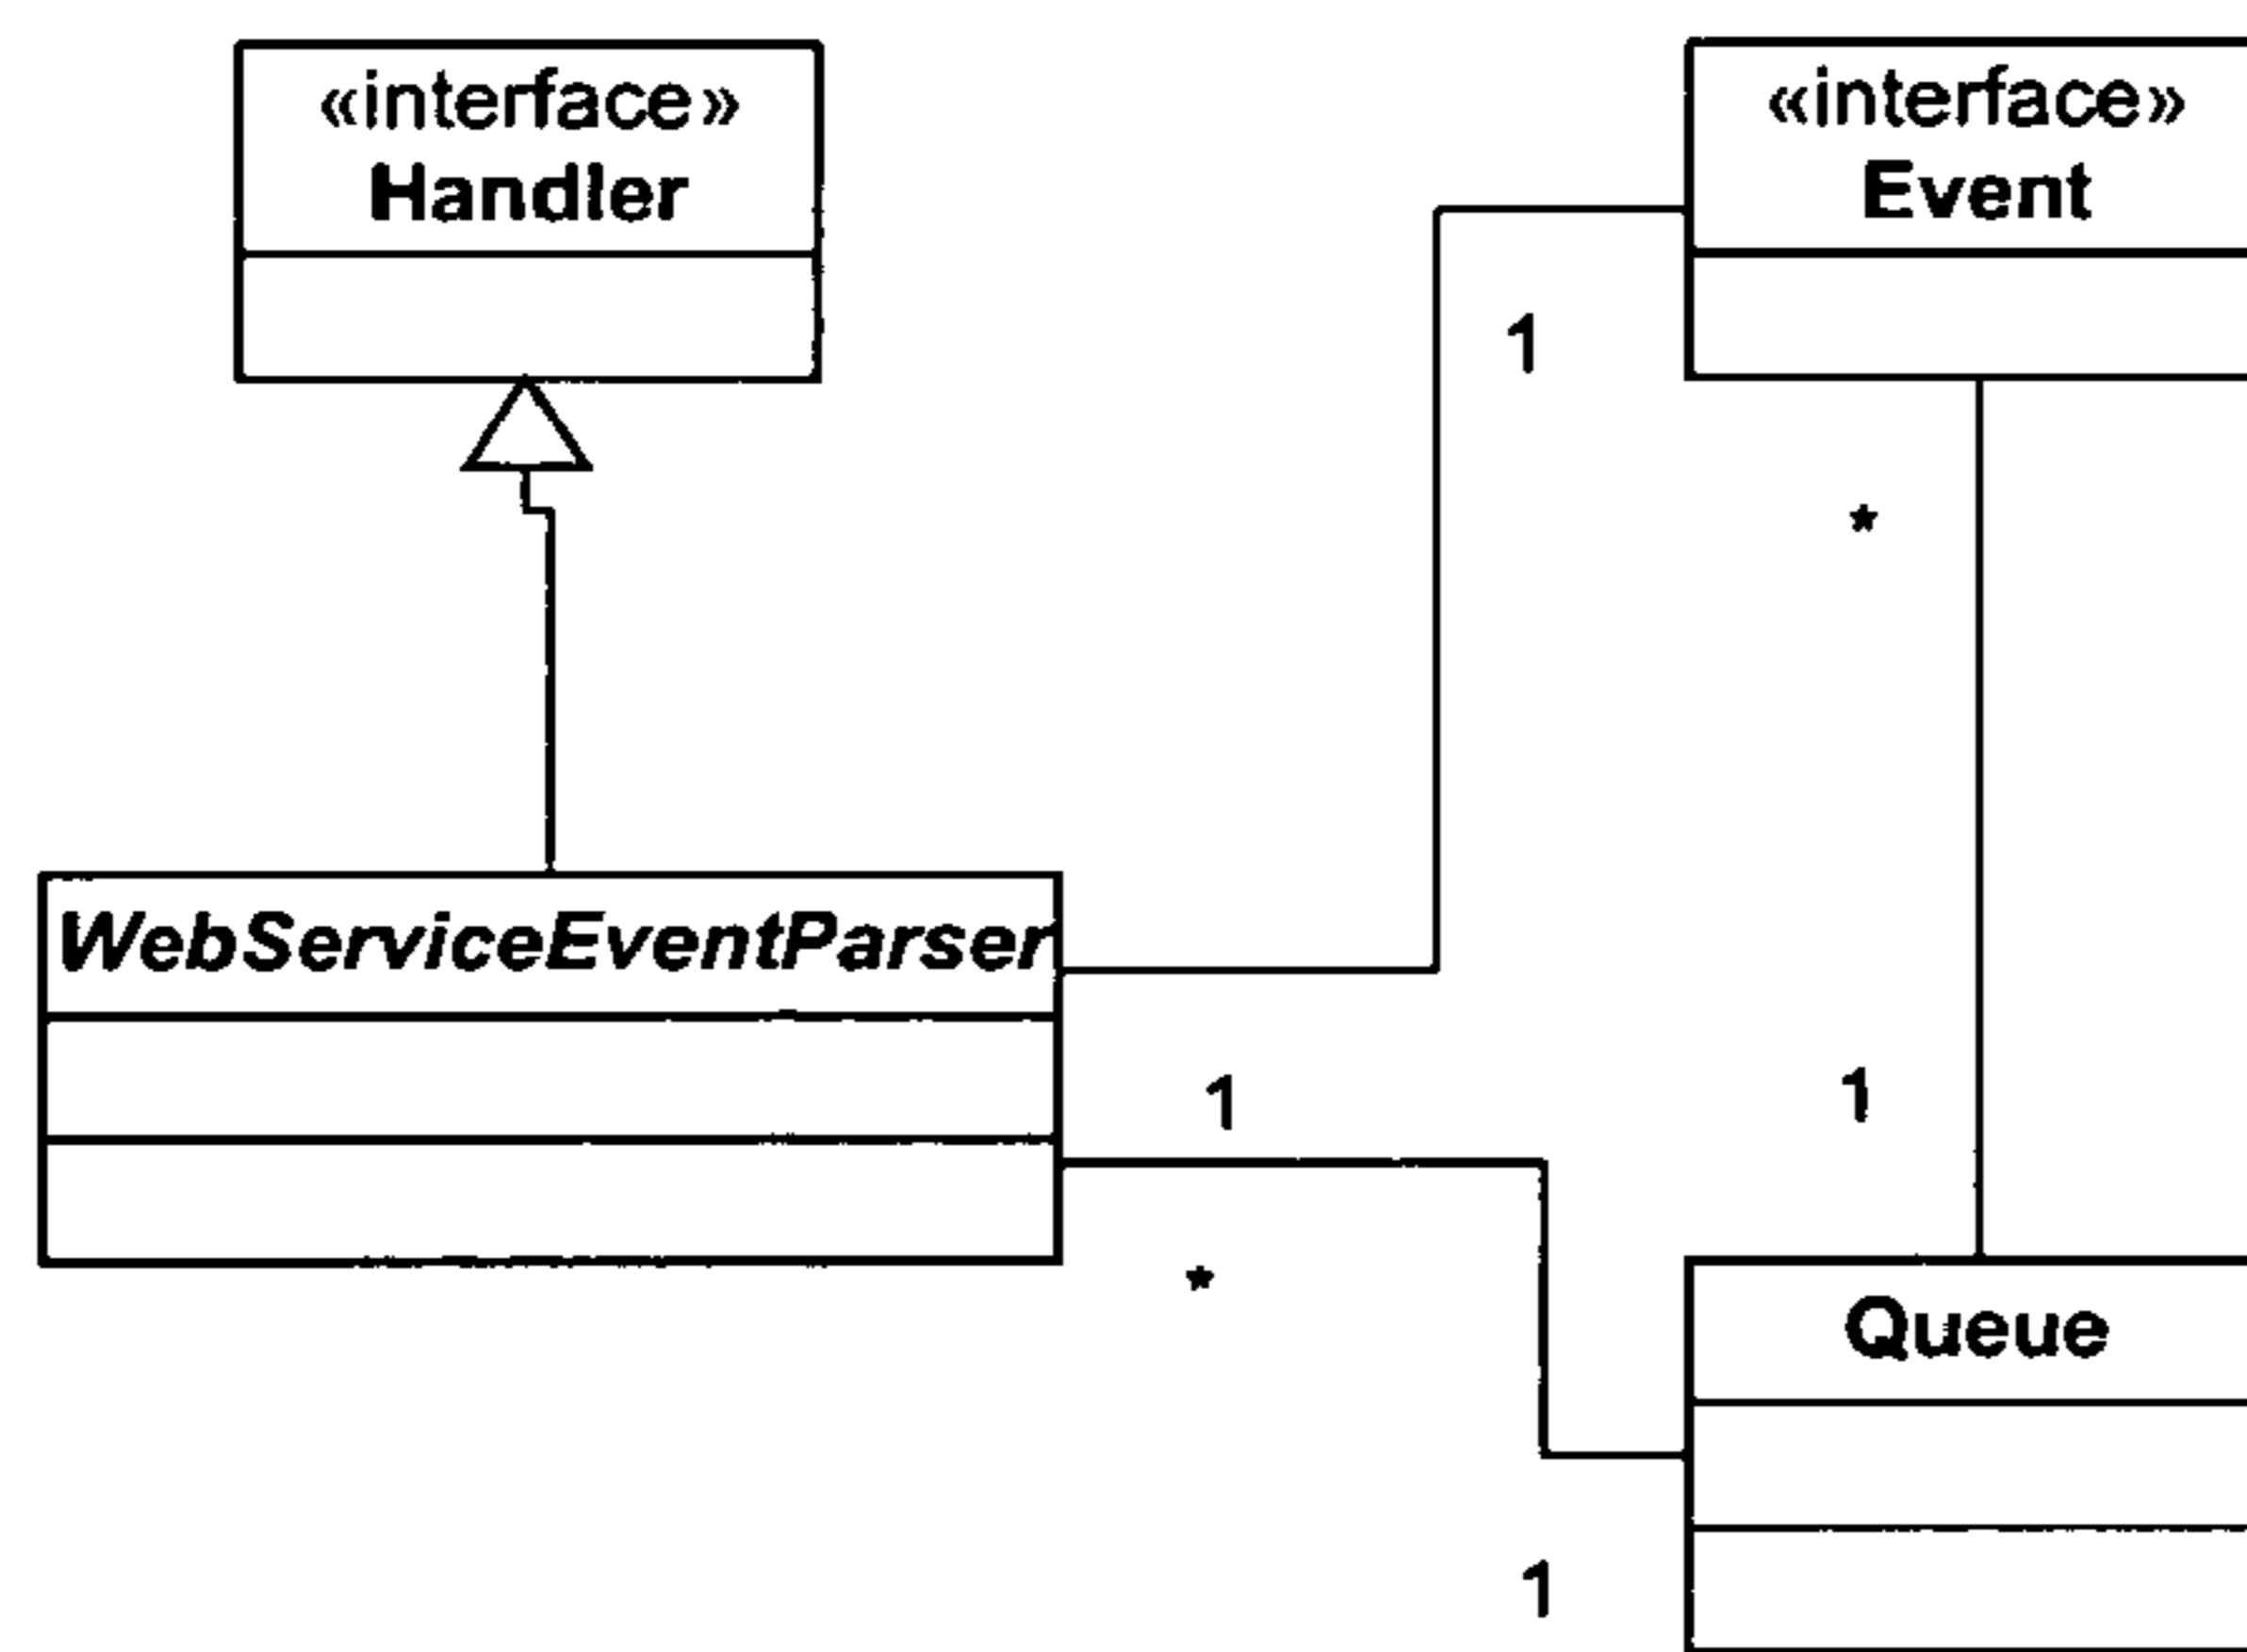 «interface»
Handler
«interface»
Event
1
*
WebServiceEventParser
1
1
*
Queue
1